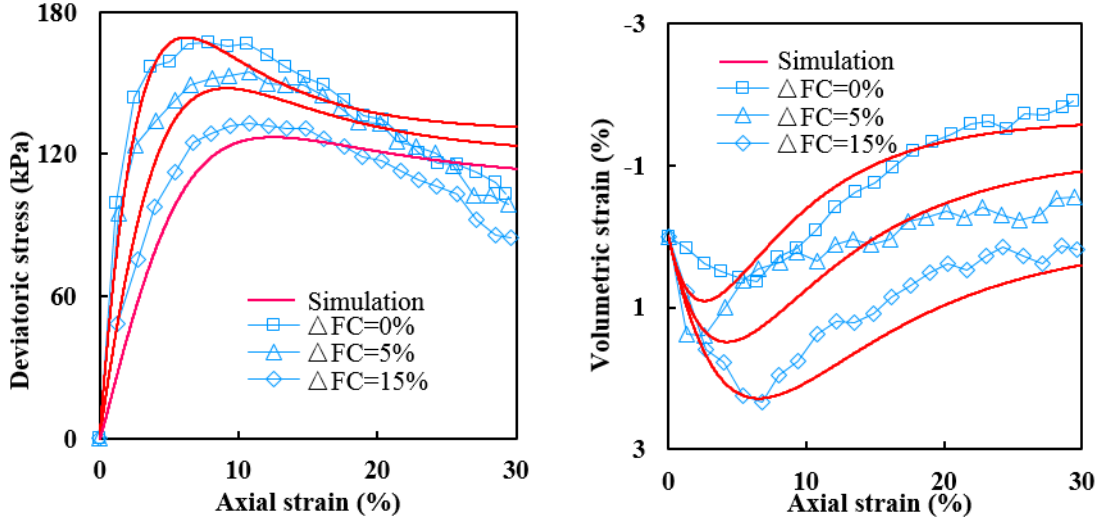 180
120
60
0
Deviatoric stress (kPa)
Simulation
△FC=0%
△FC=5%
△FC=15%
0 10 20 30
Axial strain (%)
-3
-1
1
3
Volumetric strain (%)
Simulation
△FC=0%
△FC=5%
△FC=15%
0 10 20 30
Axial strain (%)